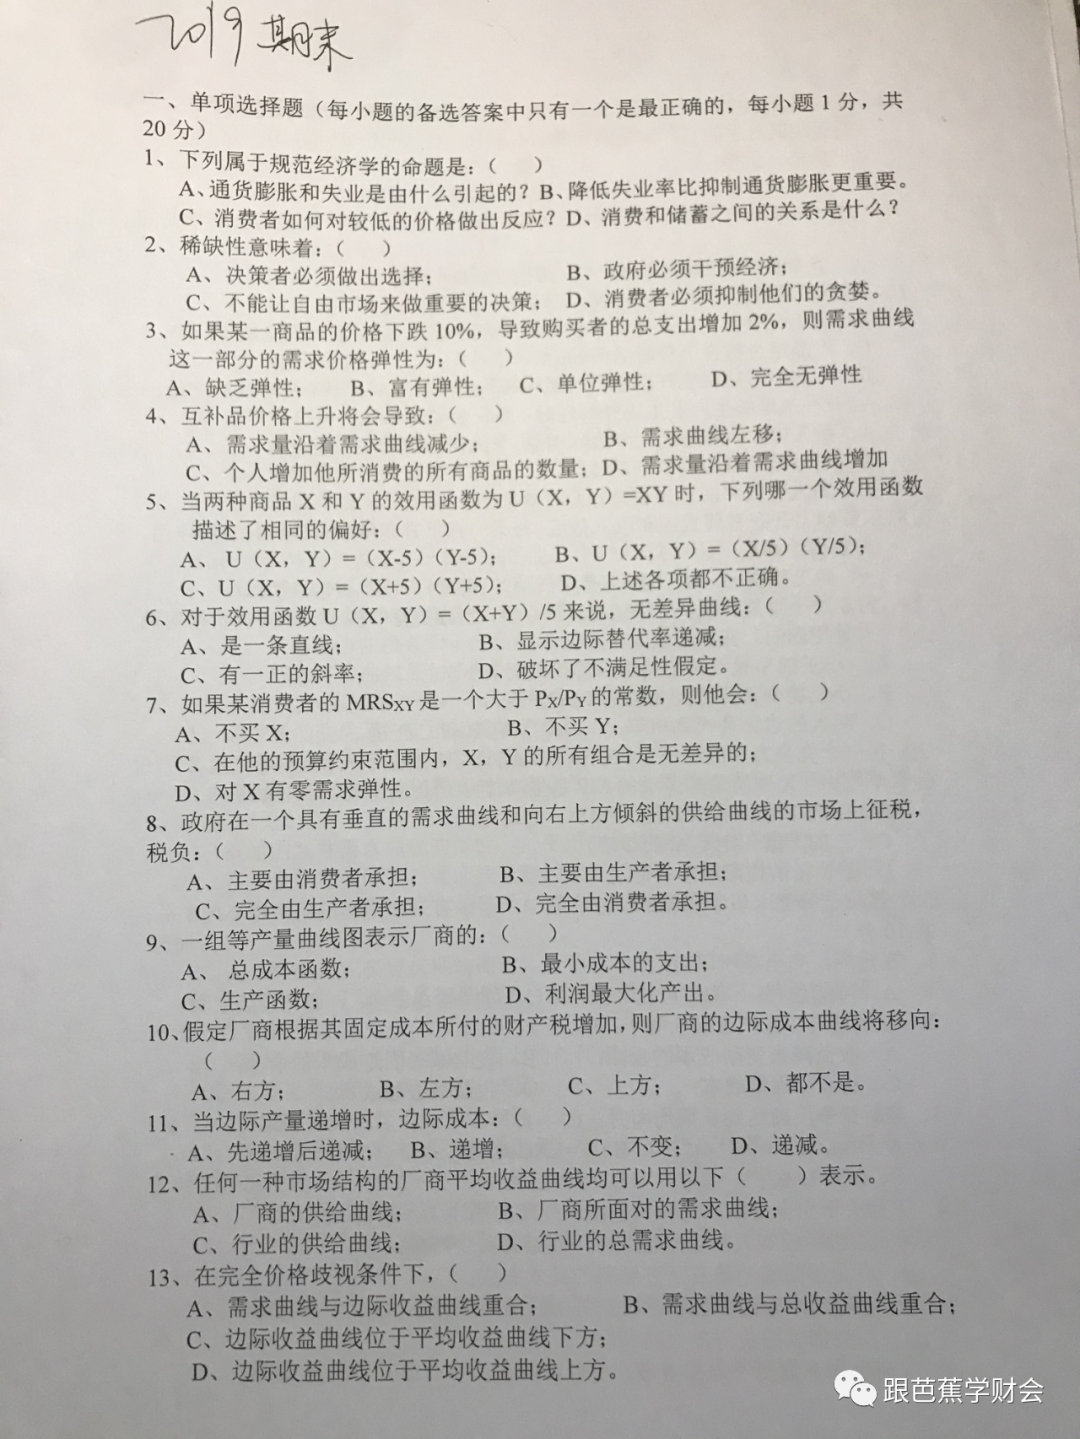 2019 期末
一、单项选择题（每小题的备选答案中只有一个是最正确的，每小题 1 分，共
20 分）
1、下列属于规范经济学的命题是：（　）
A、通货膨胀和失业是由什么引起的？B、降低失业率比抑制通货膨胀更重要。
C、消费者如何对较低的价格做出反应？D、消费和储蓄之间的关系是什么？
2、稀缺性意味着：（　）
A、决策者必须做出选择； B、政府必须干预经济；
C、不能让自由市场来做重要的决策； D、消费者必须抑制他们的贪婪。
3、如果某一商品的价格下跌 10%，导致购买者的总支出增加 2%，则需求曲线
这一部分的需求价格弹性为：（　）
A、缺乏弹性； B、富有弹性； C、单位弹性； D、完全无弹性
4、互补品价格上升将会导致：（　）
A、需求量沿着需求曲线减少； B、需求曲线左移；
C、个人增加他所消费的所有商品的数量；D、需求量沿着需求曲线增加
5、当两种商品 X 和 Y 的效用函数为 U（X，Y）=XY 时，下列哪一个效用函数
描述了相同的偏好：（　）
A、 U（X，Y）=（X-5）（Y-5）； B、U（X，Y）=（X/5）（Y/5）；
C、U（X，Y）=（X+5）（Y+5）； D、上述各项都不正确。
6、对于效用函数 U（X，Y）=（X+Y）/5 来说，无差异曲线：（　）
A、是一条直线； B、显示边际替代率递减；
C、有一正的斜率； D、破坏了不满足性假定。
7、如果某消费者的 MRSXY 是一个大于 PX/PY 的常数，则他会：（　）
A、不买 X； B、不买 Y；
C、在他的预算约束范围内，X，Y 的所有组合是无差异的；
D、对 X 有零需求弹性。
8、政府在一个具有垂直的需求曲线和向右上方倾斜的供给曲线的市场上征税，
税负：（　）
A、主要由消费者承担； B、主要由生产者承担；
C、完全由生产者承担； D、完全由消费者承担。
9、一组等产量曲线图表示厂商的：（　）
A、 总成本函数； B、最小成本的支出；
C、生产函数； D、利润最大化产出。
10、假定厂商根据其固定成本所付的财产税增加，则厂商的边际成本曲线将移向：
（　）
A、右方； B、左方； C、上方； D、都不是。
11、当边际产量递增时，边际成本：（　）
A、先递增后递减； B、递增； C、不变； D、递减。
12、任何一种市场结构的厂商平均收益曲线均可以用以下（　）表示。
A、厂商的供给曲线； B、厂商所面对的需求曲线；
C、行业的供给曲线； D、行业的总需求曲线。
13、在完全价格歧视条件下，（　）
A、需求曲线与边际收益曲线重合； B、需求曲线与总收益曲线重合；
C、边际收益曲线位于平均收益曲线下方；
D、边际收益曲线位于平均收益曲线上方。
跟芭蕉学财会